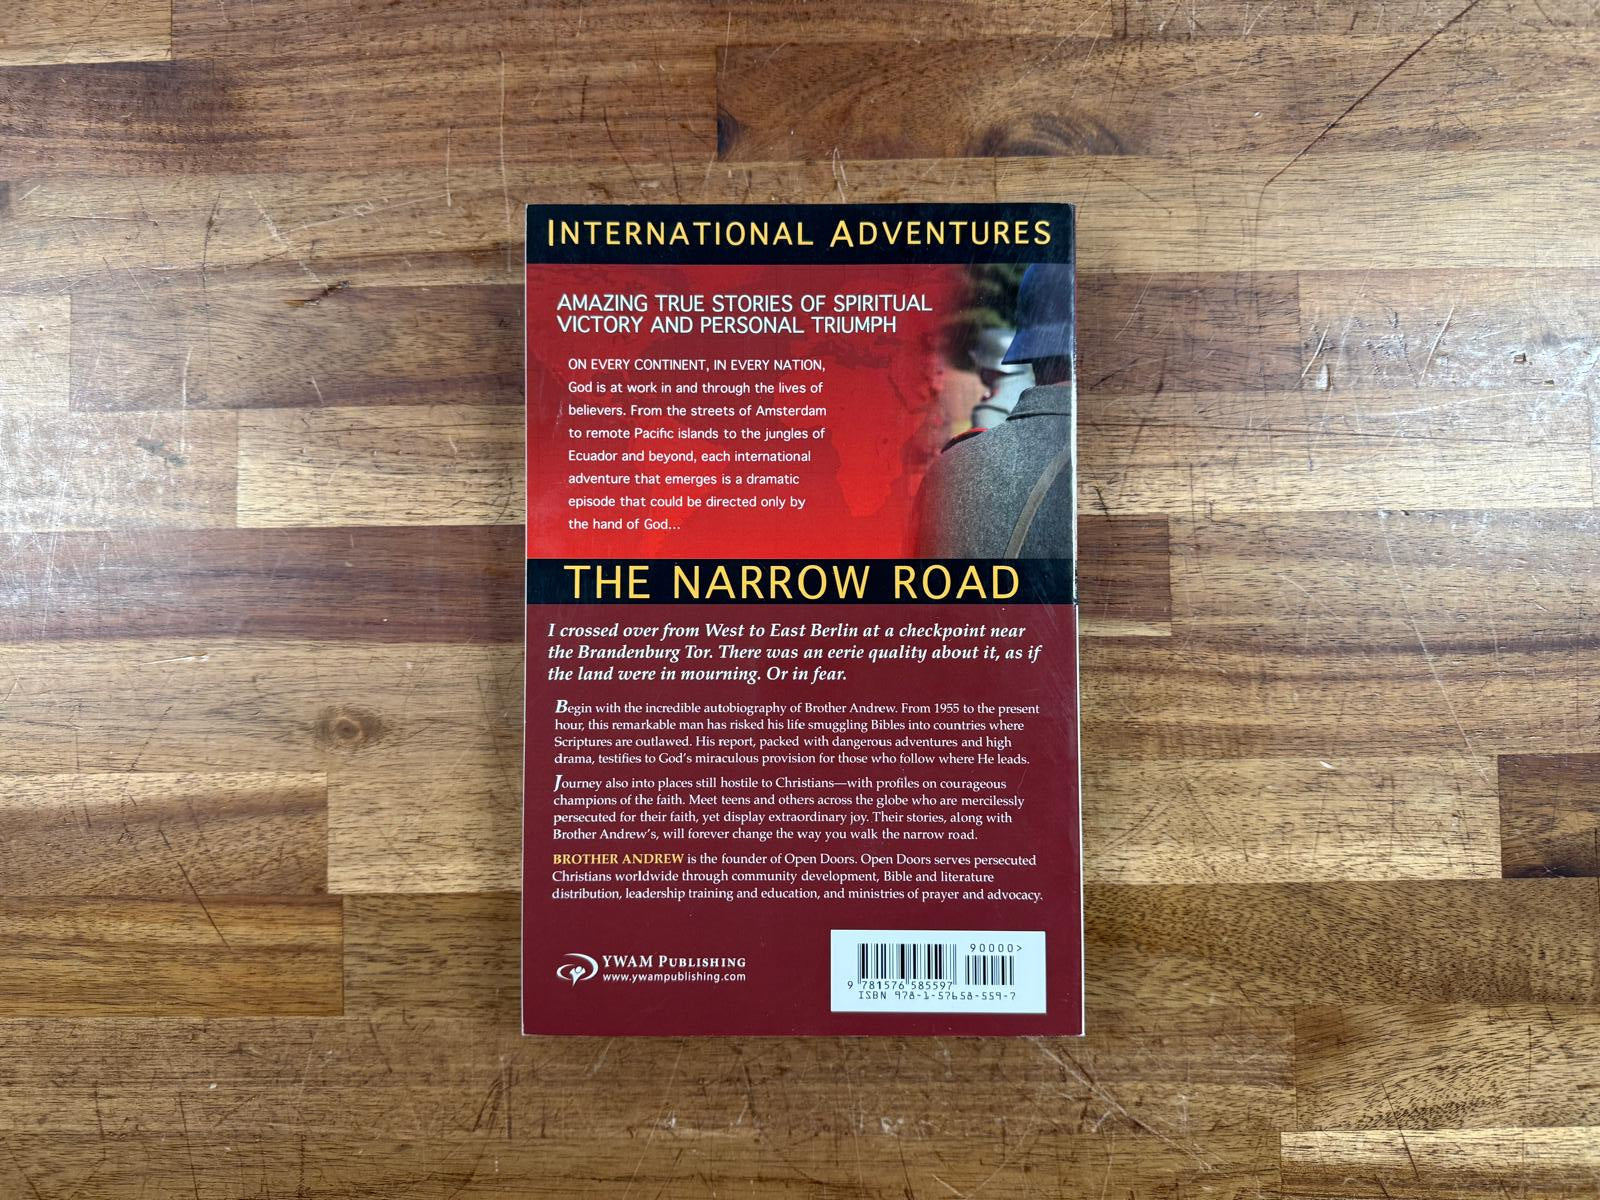 INTERNATIONAL ADVENTURES
AMAZING TRUE STORIES OF SPIRITUAL
VICTORY AND PERSONAL TRIUMPH
ON EVERY CONTINENT, IN EVERY NATION,
God is at work in and through the lives of
believers. From the streets of Amsterdam
to remote Pacific islands to the jungles of
Ecuador and beyond, each international
adventure that emerges is a dramatic
episode that could be directed only by
the hand of God...
THE NARROW ROAD
I crossed over from West to East Berlin at a checkpoint near
the Brandenburg Tor. There was an eerie quality about it, as if
the land were in mourning. Or in fear.
Begin with the incredible autobiography of Brother Andrew. From 1955 to the present
hour, this remarkable man has risked his life smuggling Bibles into countries where
Scriptures are outlawed. His report, packed with dangerous adventures and high
drama, testifies to God's miraculous provision for those who follow where He leads.
Journey also into places still hostile to Christians—with profiles on courageous
champions of the faith. Meet teens and others across the globe who are mercilessly
persecuted for their faith, yet display extraordinary joy. Their stories, along with
Brother Andrew's, will forever change the way you walk the narrow road.
BROTHER ANDREW is the founder of Open Doors. Open Doors serves persecuted
Christians worldwide through community development, Bible and literature
distribution, leadership training and education, and ministries of prayer and advocacy.
YWAM PUBLISHING
www.ywampublishing.com
90000>
9 781576 585597
ISBN 978-1-57658-559-7